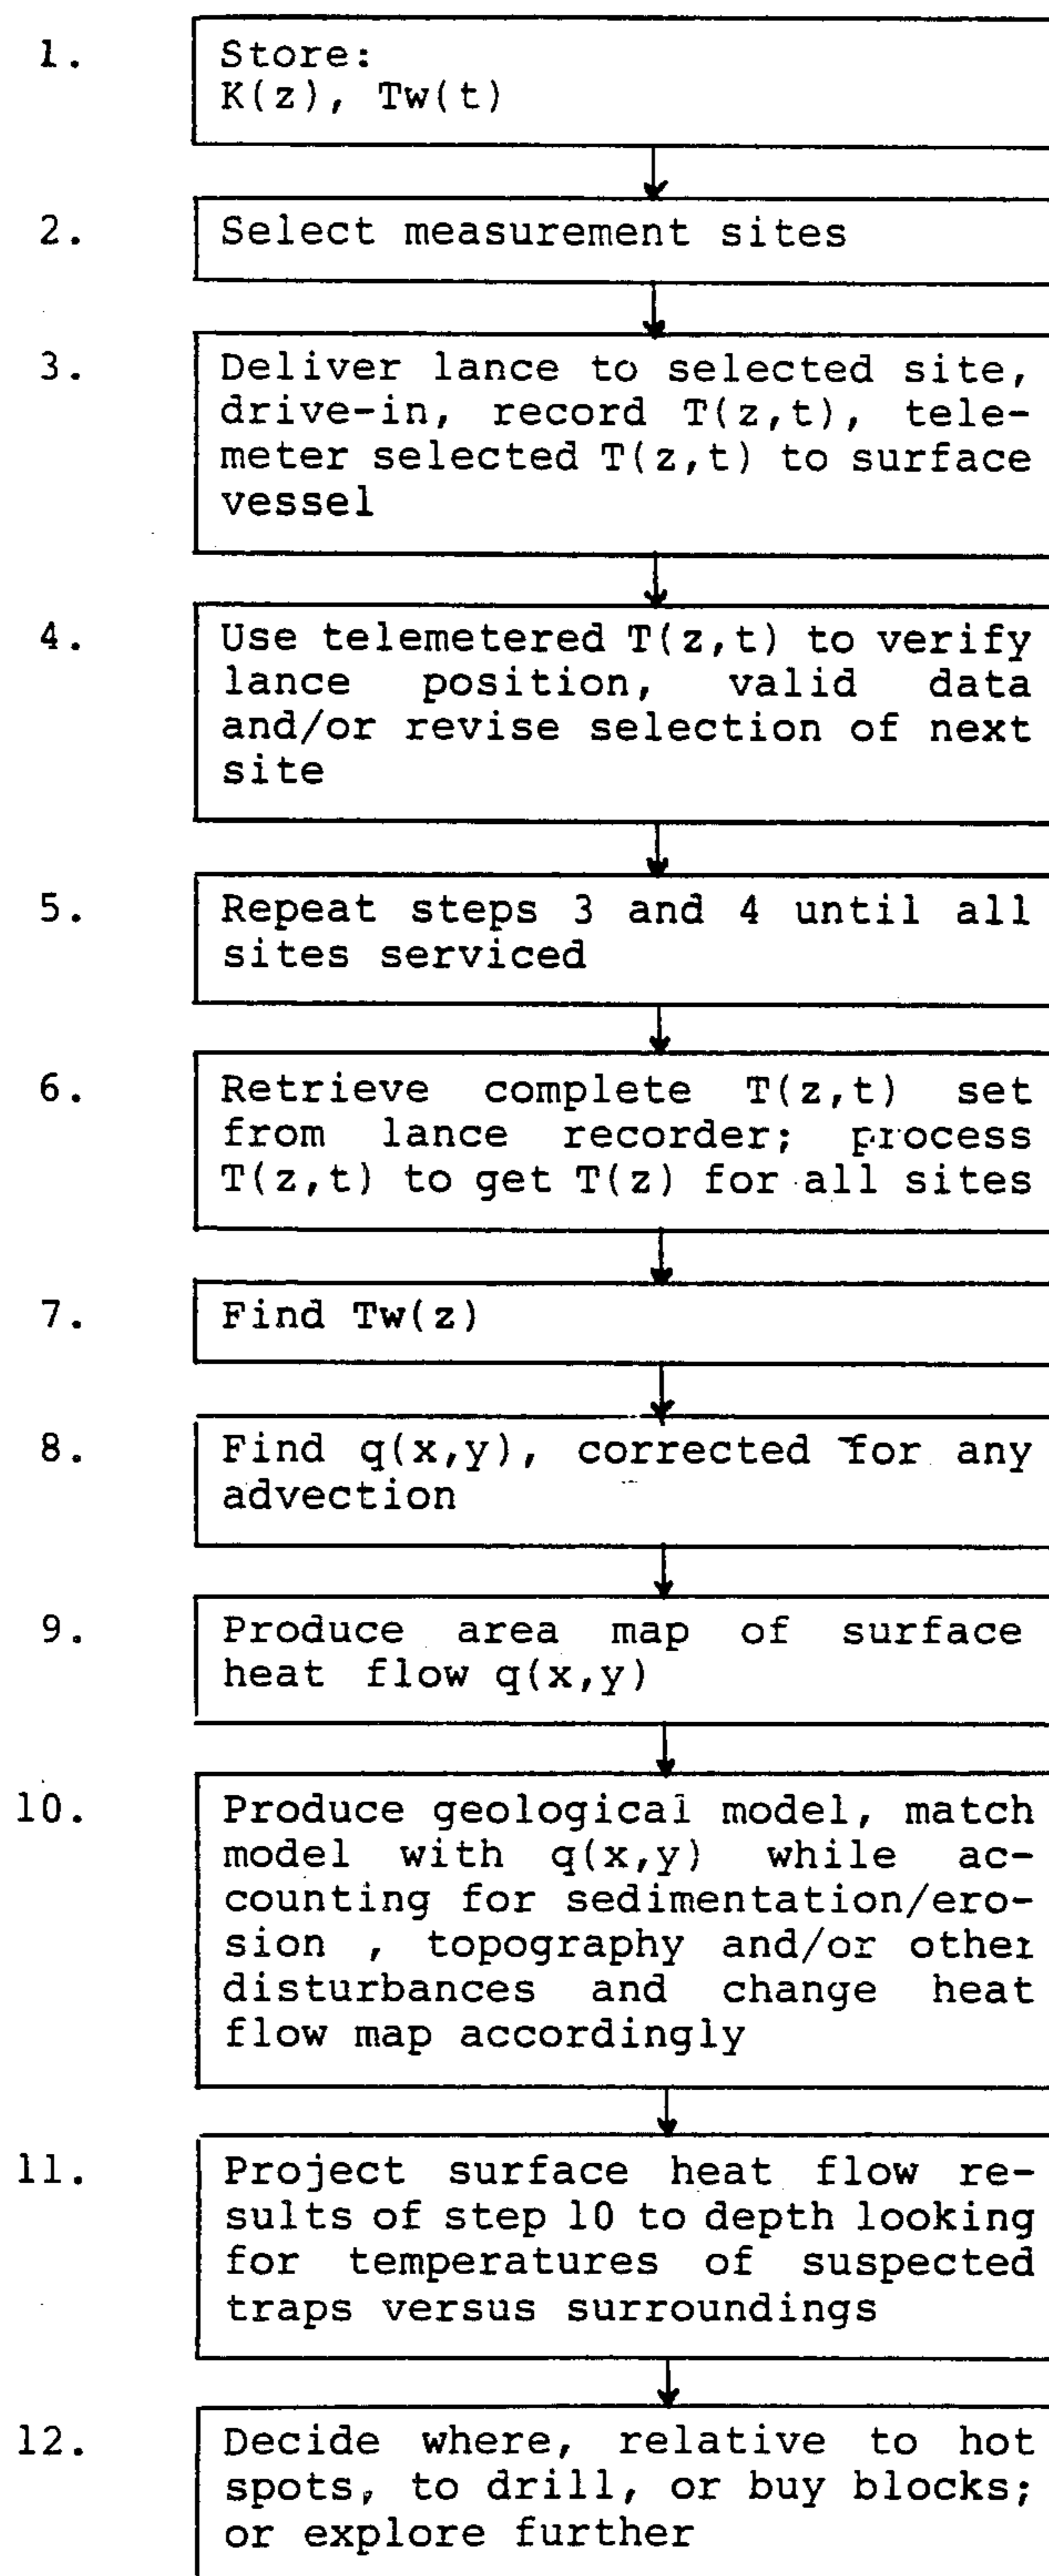 1. Store:
K(z), Tw(t)
2. Select measurement sites
3. Deliver lance to selected site,
drive-in, record T(z,t), tele-
meter selected T(z,t) to surface
vessel
4. Use telemetered T(z,t) to verify
lance position, valid data
and/or revise selection of next
site
5. Repeat steps 3 and 4 until all
sites serviced
6. Retrieve complete T(z,t) set
from lance recorder; process
T(z,t) to get T(z) for all sites
7. Find Tw(z)
8. Find q(x,y), corrected for any
advection
9. Produce area map of surface
heat flow q(x,y)
10. Produce geological model, match
model with q(x,y) while ac-
counting for sedimentation/ero-
sion , topography and/or other
disturbances and change heat
flow map accordingly
11. Project surface heat flow re-
sults of step 10 to depth looking
for temperatures of suspected
traps versus surroundings
12. Decide where, relative to hot
spots, to drill, or buy blocks;
or explore further